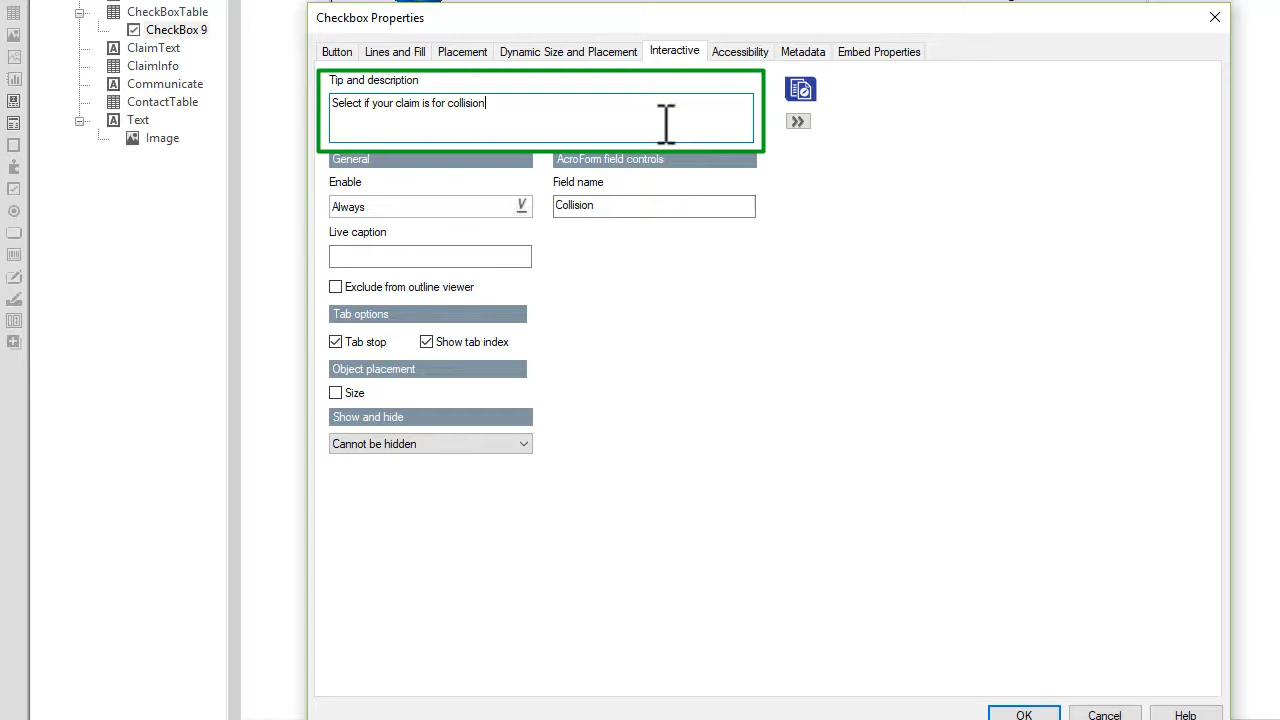 CheckBoxTable
CheckBox 9
ClaimText
ClaimInfo
Communicate
ContactTable
Text
Image
Checkbox Properties
Button
Lines and Fill
Placement
Dynamic Size and Placement
Interactive
Accessibility
Metadata
Embed Properties
Tip and description
Select if your claim is for collision
General
AcroForm field controls
Enable
Field name
Always
Collision
Live caption
Exclude from outline viewer
Tab options
Tab stop
Show tab index
Object placement
Size
Show and hide
Cannot be hidden
OK
Cancel
Help